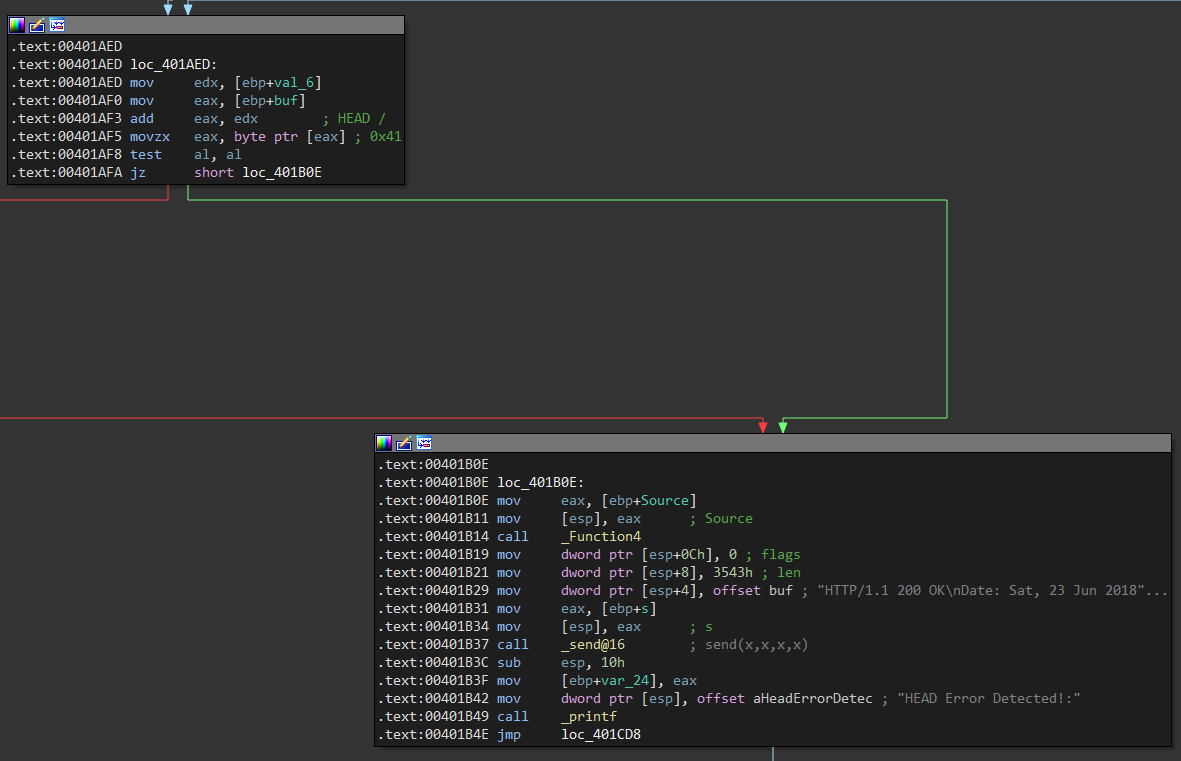 .text:00401AED
.text:00401AED loc_401AED:
.text:00401AED mov edx, [ebp+val_6]
.text:00401AF0 mov eax, [ebp+buf]
.text:00401AF3 add eax, edx ; HEAD /
.text:00401AF5 movzx eax, byte ptr [eax] ; 0x41
.text:00401AF8 test al, al
.text:00401AFA jz short loc_401B0E
.text:00401B0E
.text:00401B0E loc_401B0E:
.text:00401B0E mov eax, [ebp+Source]
.text:00401B11 mov [esp], eax ; Source
.text:00401B14 call _Function4
.text:00401B19 mov dword ptr [esp+0Ch], 0 ; flags
.text:00401B21 mov dword ptr [esp+8], 3543h ; len
.text:00401B29 mov dword ptr [esp+4], offset buf ; "HTTP/1.1 200 OK\nDate: Sat, 23 Jun 2018"...
.text:00401B31 mov eax, [ebp+s]
.text:00401B34 mov [esp], eax ; s
.text:00401B37 call _send@16 ; send(x,x,x,x)
.text:00401B3C sub esp, 10h
.text:00401B3F mov [ebp+var_24], eax
.text:00401B42 mov dword ptr [esp], offset aHeadErrorDetec ; "HEAD Error Detected!:"
.text:00401B49 call _printf
.text:00401B4E jmp loc_401CD8